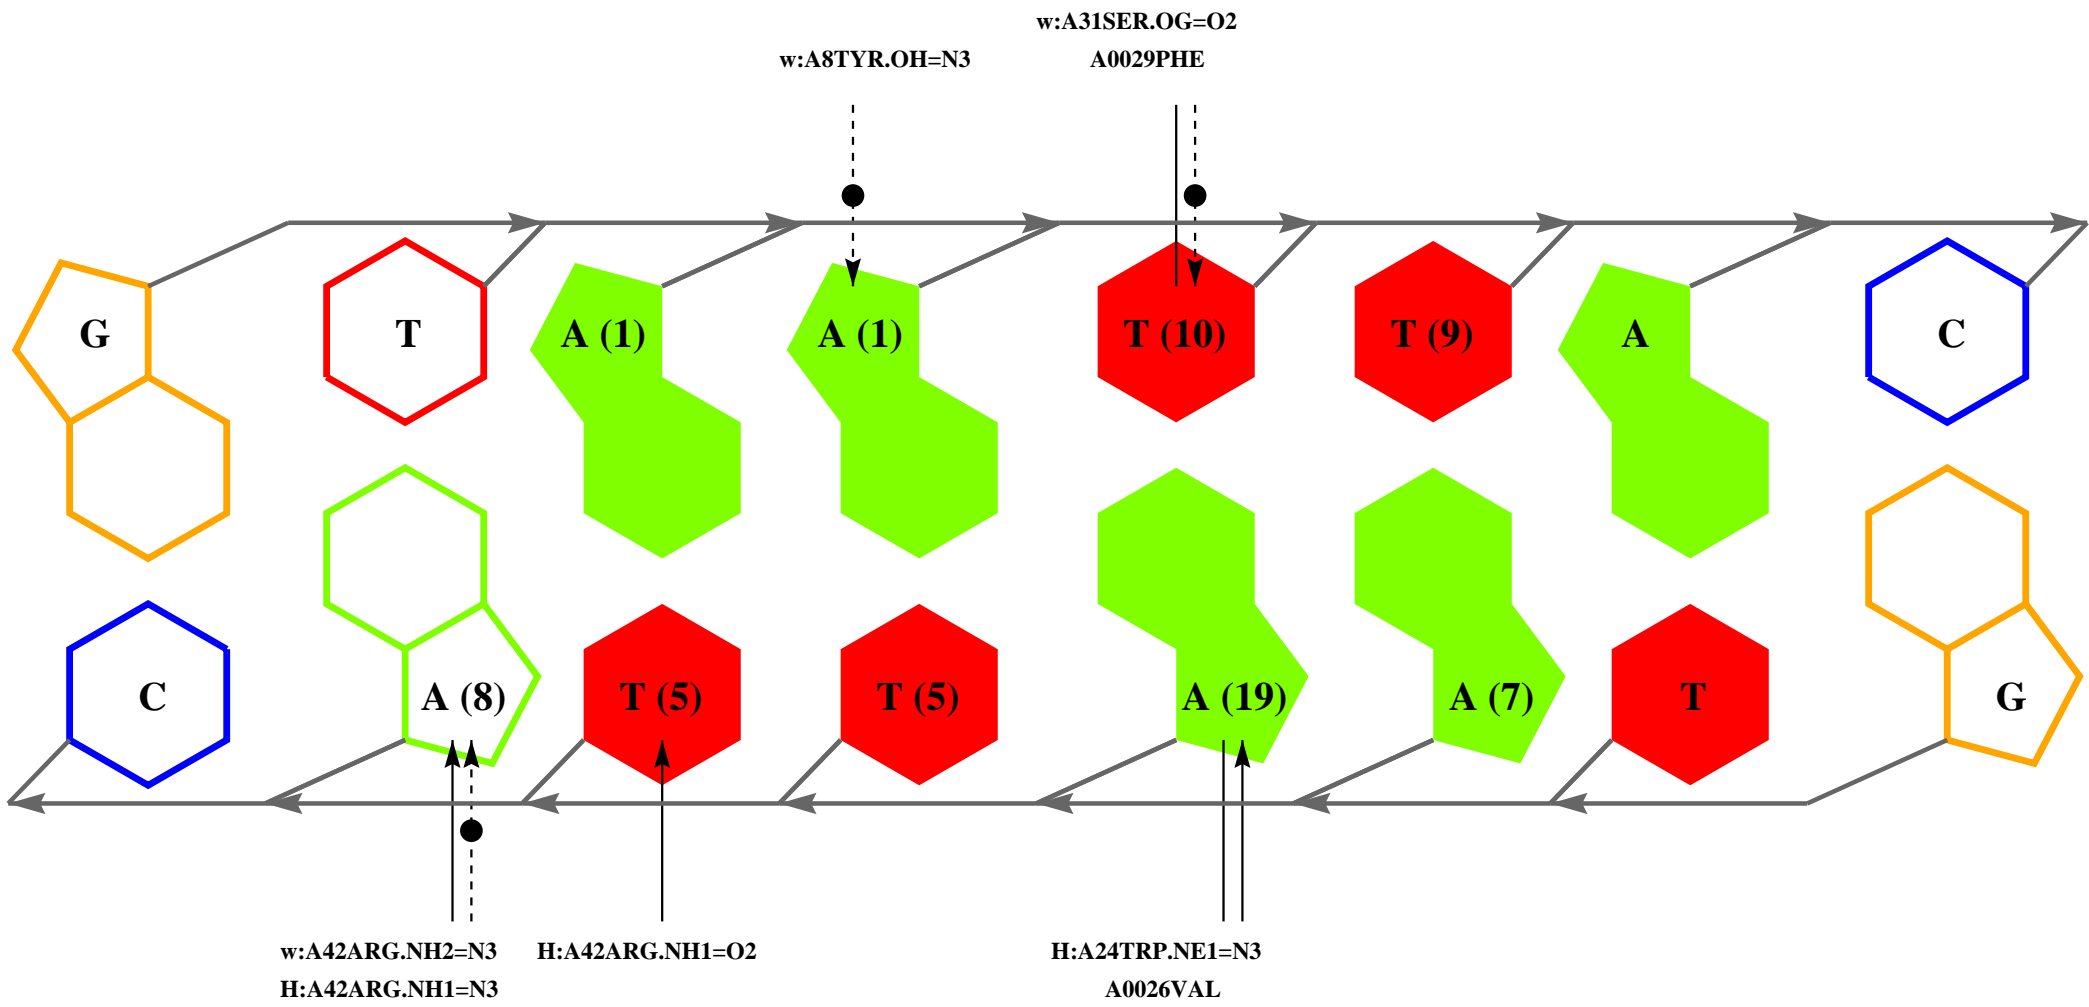 w:A31SER.OG=O2
w:A8TYR.OH=N3 A0029PHE
G T A (1) A (1) T (10) T (9) A C
C A (8) T (5) T (5) A (19) A (7) T G
w:A42ARG.NH2=N3 H:A42ARG.NH1=O2 H:A24TRP.NE1=N3
H:A42ARG.NH1=N3 A0026VAL